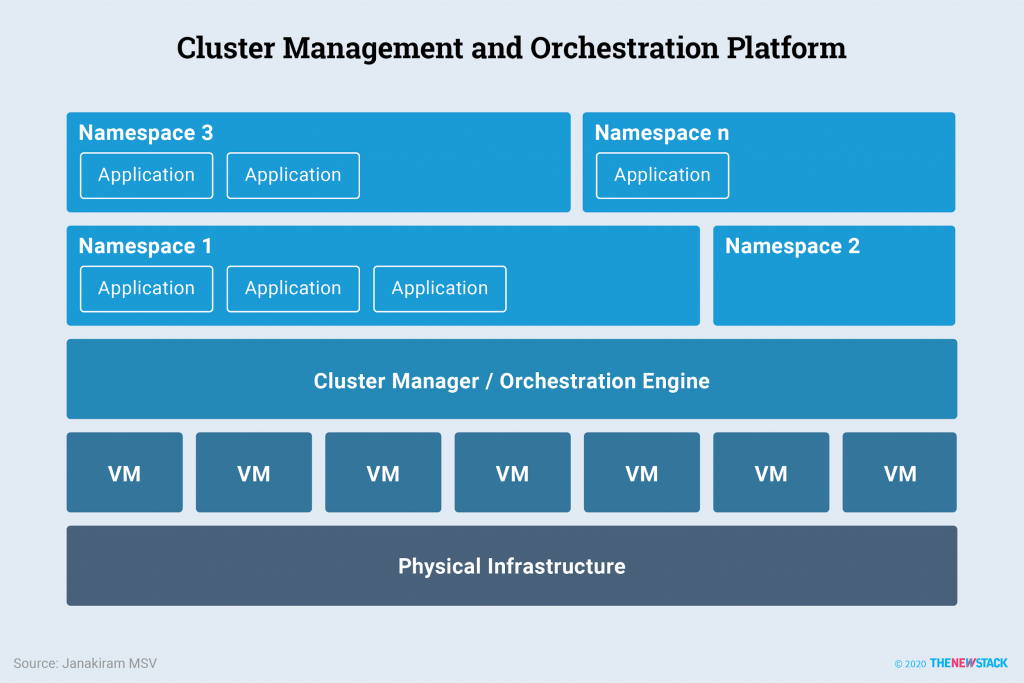 Cluster Management and Orchestration Platform
Namespace 3
Application
Application
Namespace n
Application
Namespace 1
Application
Application
Application
Namespace 2
Cluster Manager / Orchestration Engine
VM
VM
VM
VM
VM
VM
VM
Physical Infrastructure
Source: Janakiram MSV
© 2020 THENEWSTACK